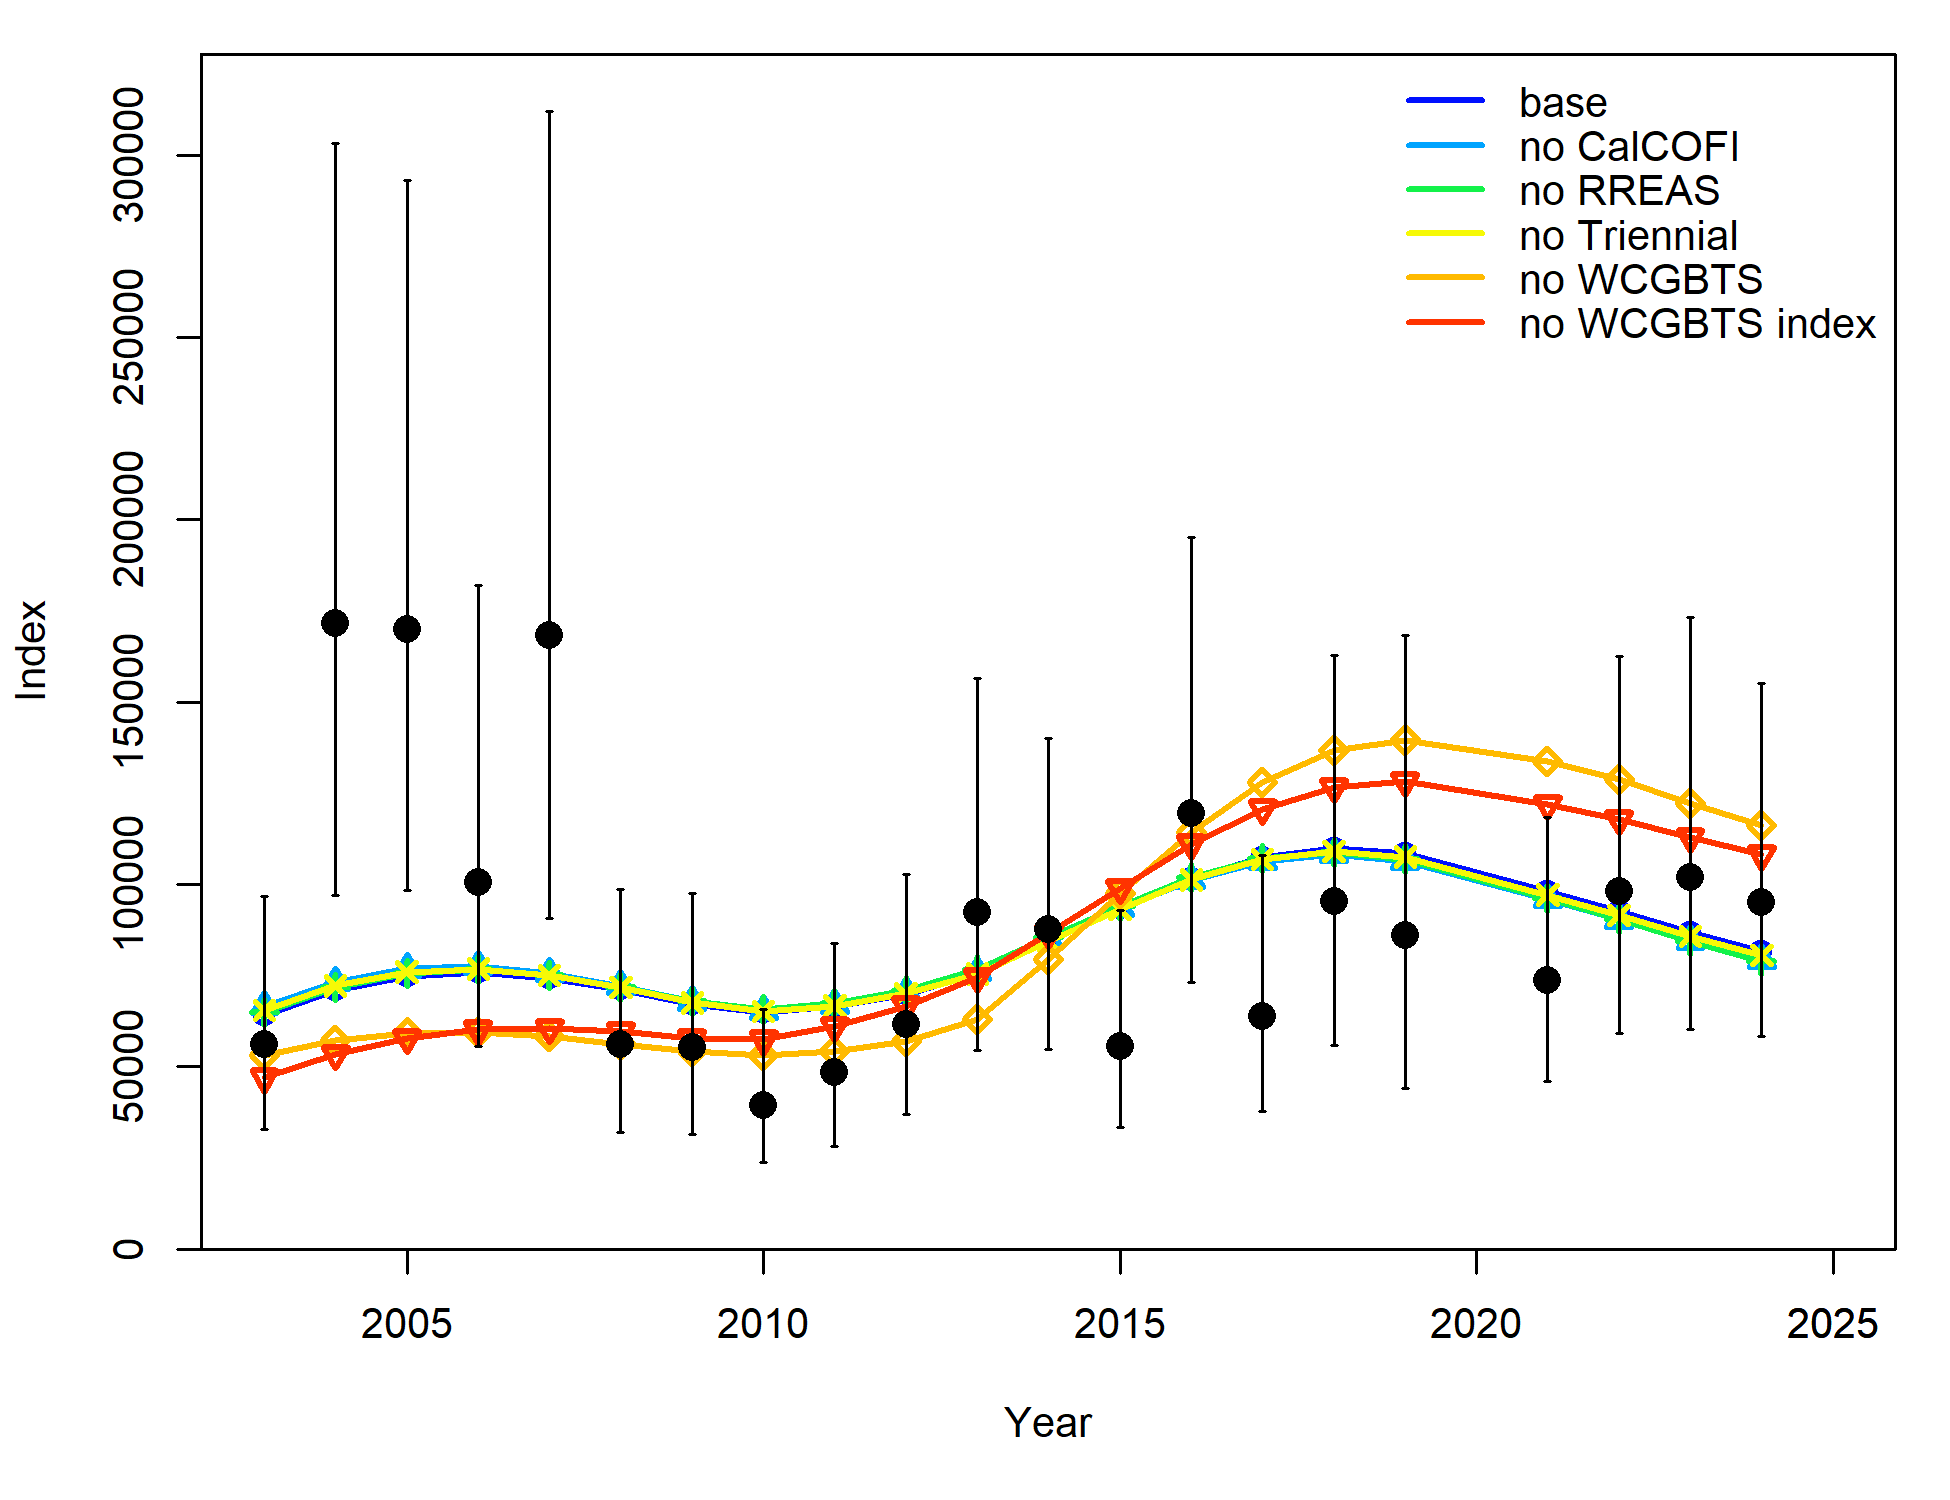 base
no CalCOFI
no RREAS
no Triennial
no WCGBTS
no WCGBTS index
Index
300000
250000
200000
150000
100000
50000
0
2005 2010 2015 2020 2025
Year